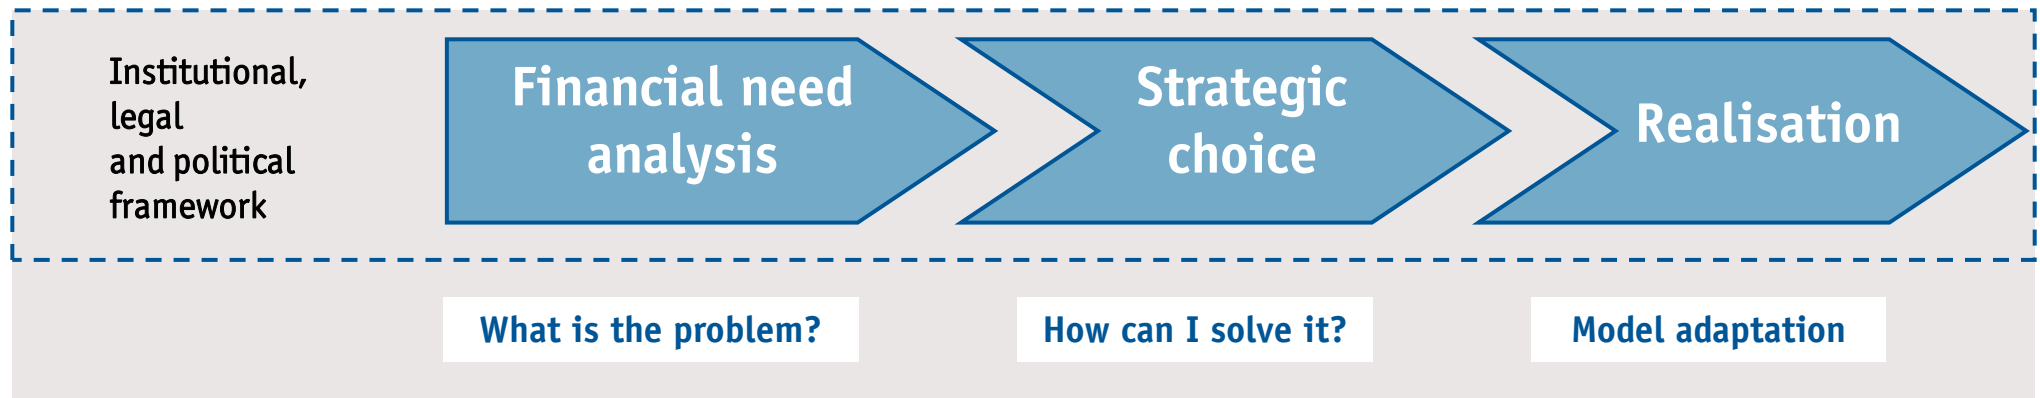 Institutional,
legal
and political
framework
Financial need
analysis
Strategic
choice
Realisation
What is the problem?
How can I solve it?
Model adaptation